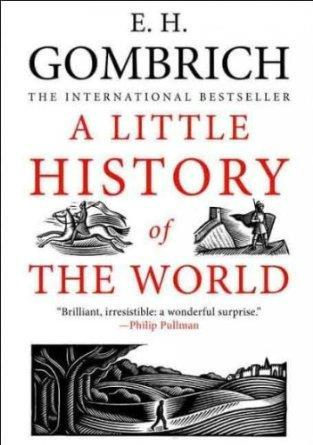 E. H.
GOMBRICH
THE INTERNATIONAL BESTSELLER
A LITTLE
HISTORY
of
THE WORLD
"Brilliant, irresistible: a wonderful surprise."
—Philip Pullman